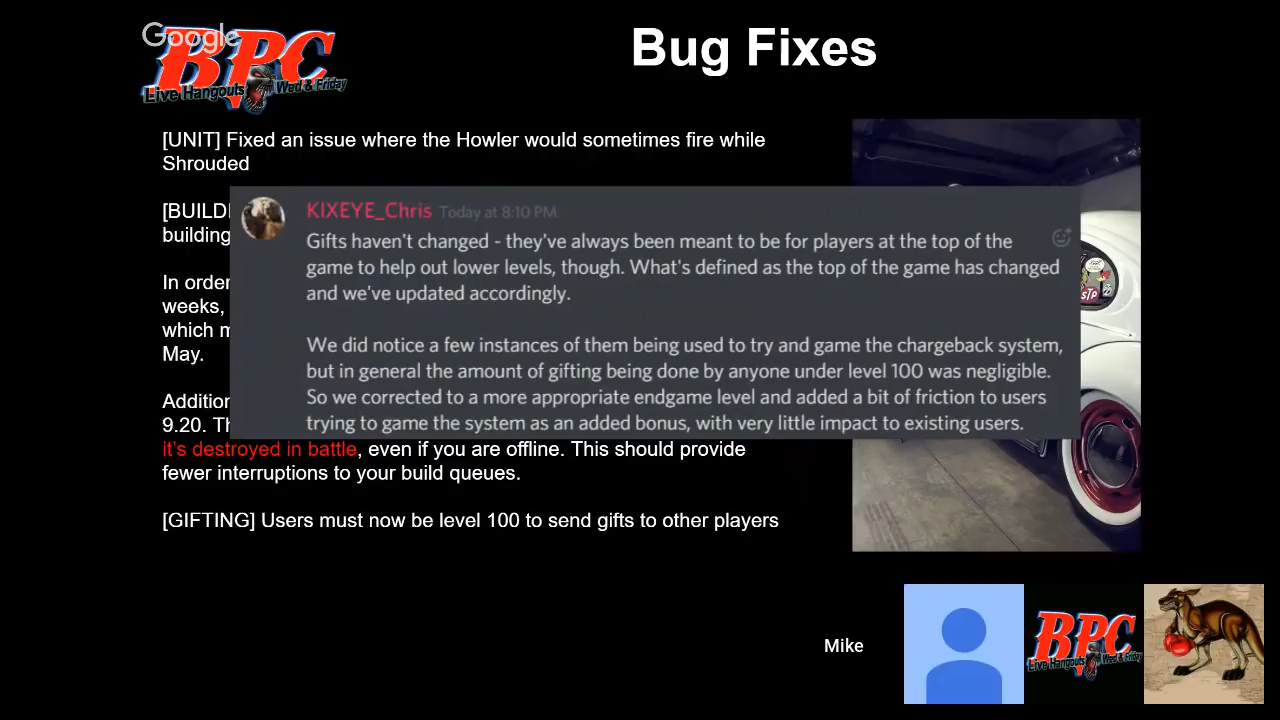 Google
BPC
Live Hangouts Wed & Friday
Bug Fixes
[UNIT] Fixed an issue where the Howler would sometimes fire while
Shrouded
[BUILDI
building
In order
weeks,
which m
May.
Addition
9.20. Th
it's destroyed in battle, even if you are offline. This should provide
fewer interruptions to your build queues.
[GIFTING] Users must now be level 100 to send gifts to other players
KIXEYE_Chris Today at 8:10 PM
Gifts haven't changed - they've always been meant to be for players at the top of the
game to help out lower levels, though. What's defined as the top of the game has changed
and we've updated accordingly.
We did notice a few instances of them being used to try and game the chargeback system,
but in general the amount of gifting being done by anyone under level 100 was negligible.
So we corrected to a more appropriate endgame level and added a bit of friction to users
trying to game the system as an added bonus, with very little impact to existing users.
STP
Mike
BPC
Live Hangouts Wed & Friday